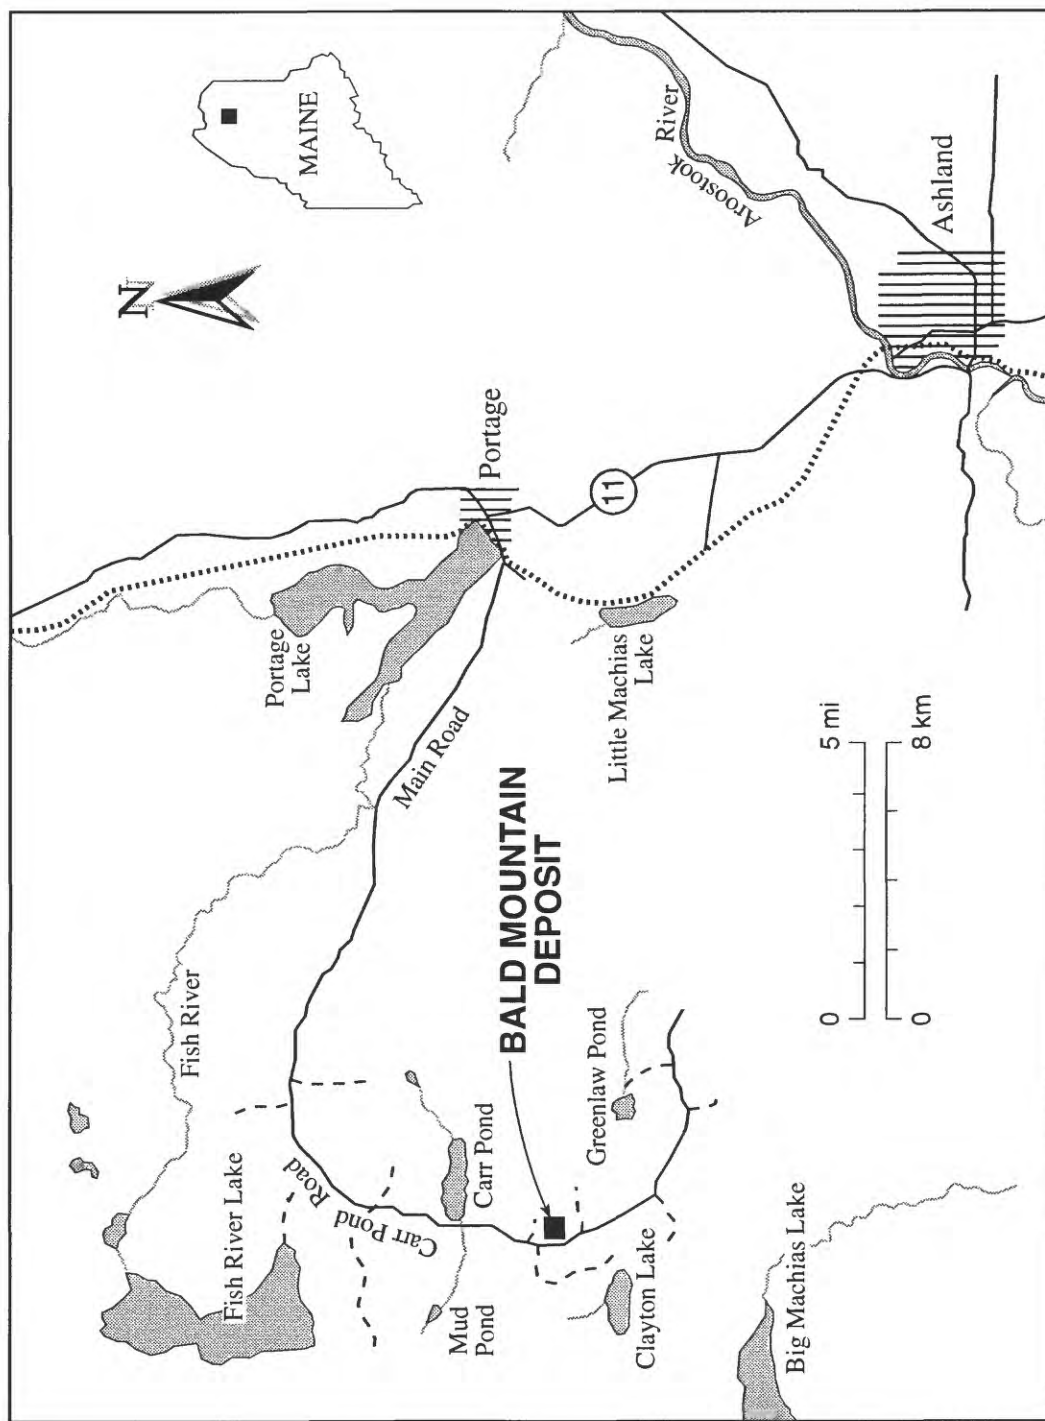 MAINE
N
Aroostook
River
Ashland
Portage
11
Portage
Lake
Main Road
Little Machias
Lake
Fish River
Fish River Lake
Carr Pond
Road
Carr Pond
Mud
Pond
BALD MOUNTAIN
DEPOSIT
Greenlaw Pond
Clayton Lake
Big Machias Lake
0
5 mi
0
8 km